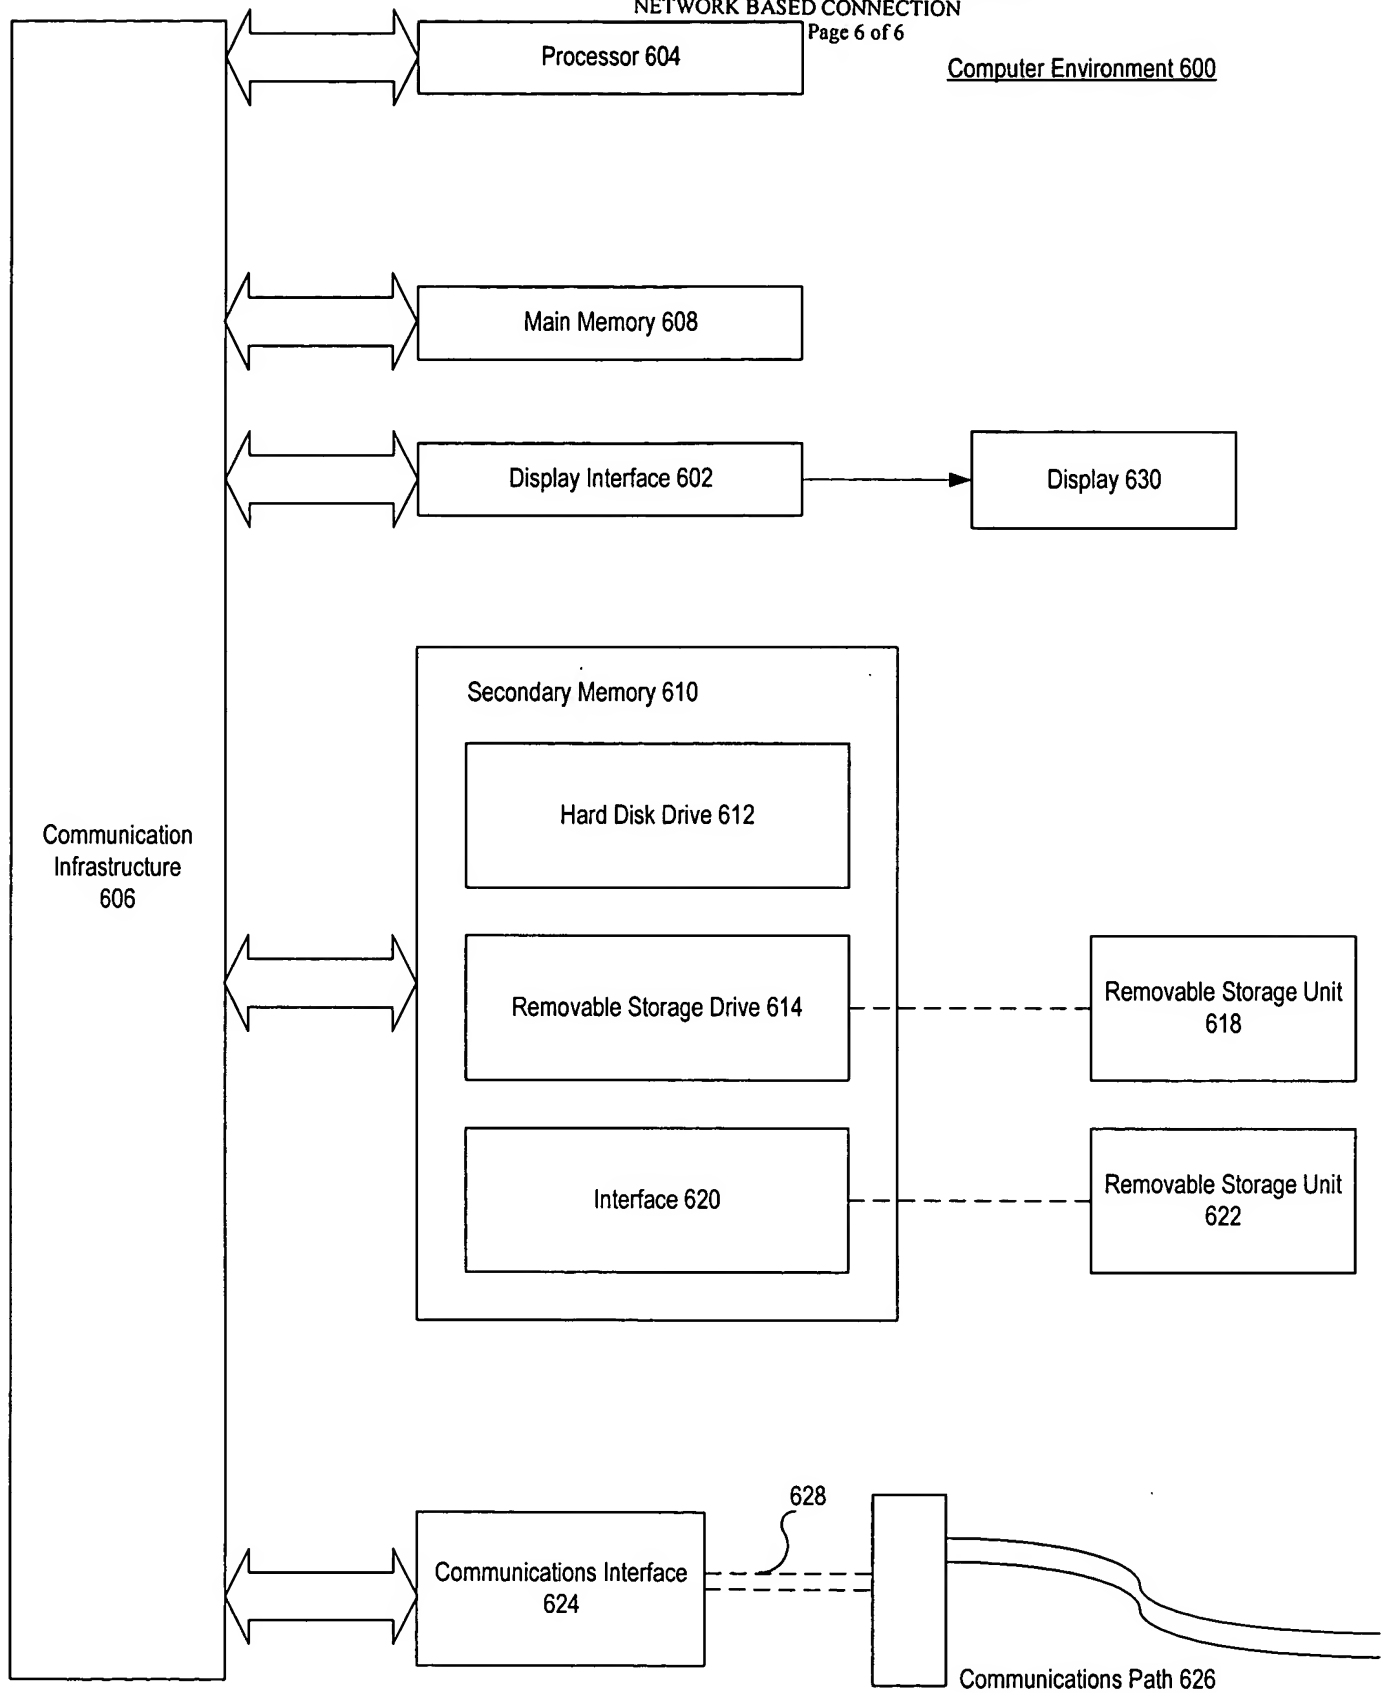 NETWORK BASED CONNECTION
Page 6 of 6
Processor 604
Computer Environment 600
Main Memory 608
Display Interface 602
Display 630
Secondary Memory 610
Hard Disk Drive 612
Communication
Infrastructure
606
Removable Storage Drive 614
Removable Storage Unit
618
Interface 620
Removable Storage Unit
622
628
Communications Interface
624
Communications Path 626